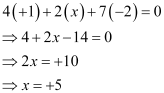 4(+1)+2(x)+7(−2)=0
⇒4+2x−14=0
⇒2x=+10
⇒x=+5